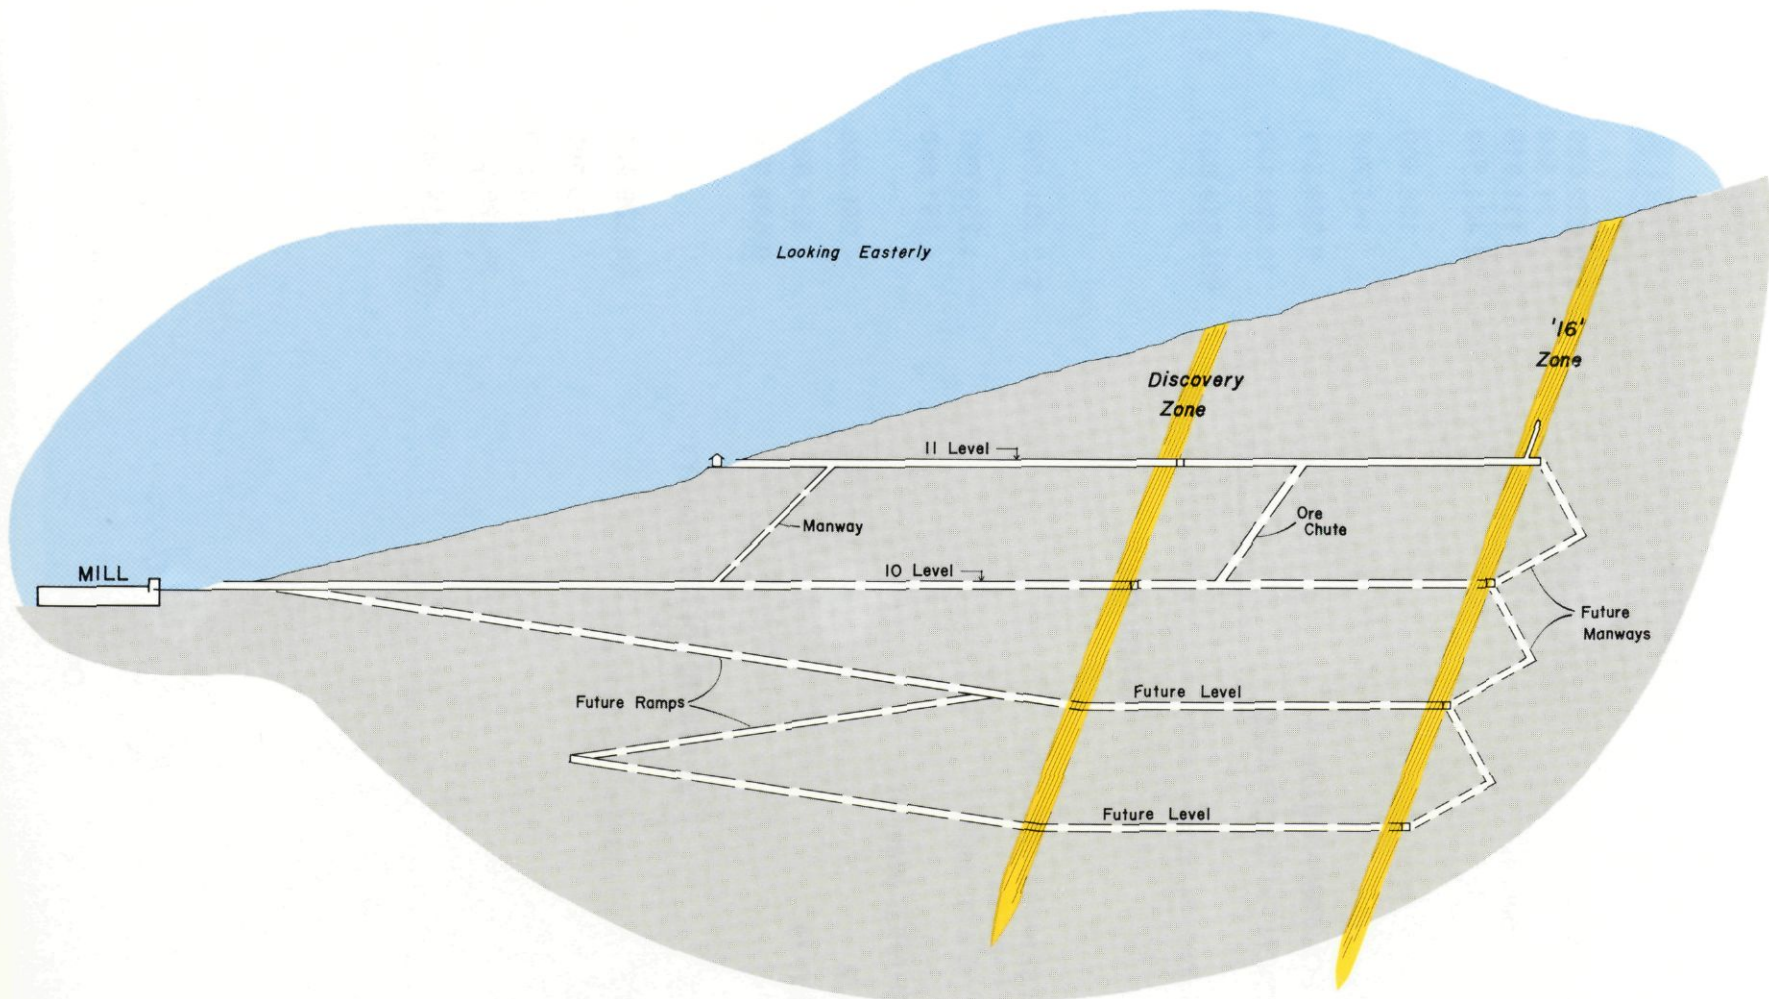 Looking Easterly
'16'
Zone
Discovery
Zone
11 Level
Manway
Ore
Chute
MILL
10 Level
Future
Manways
Future Ramps
Future Level
Future Level